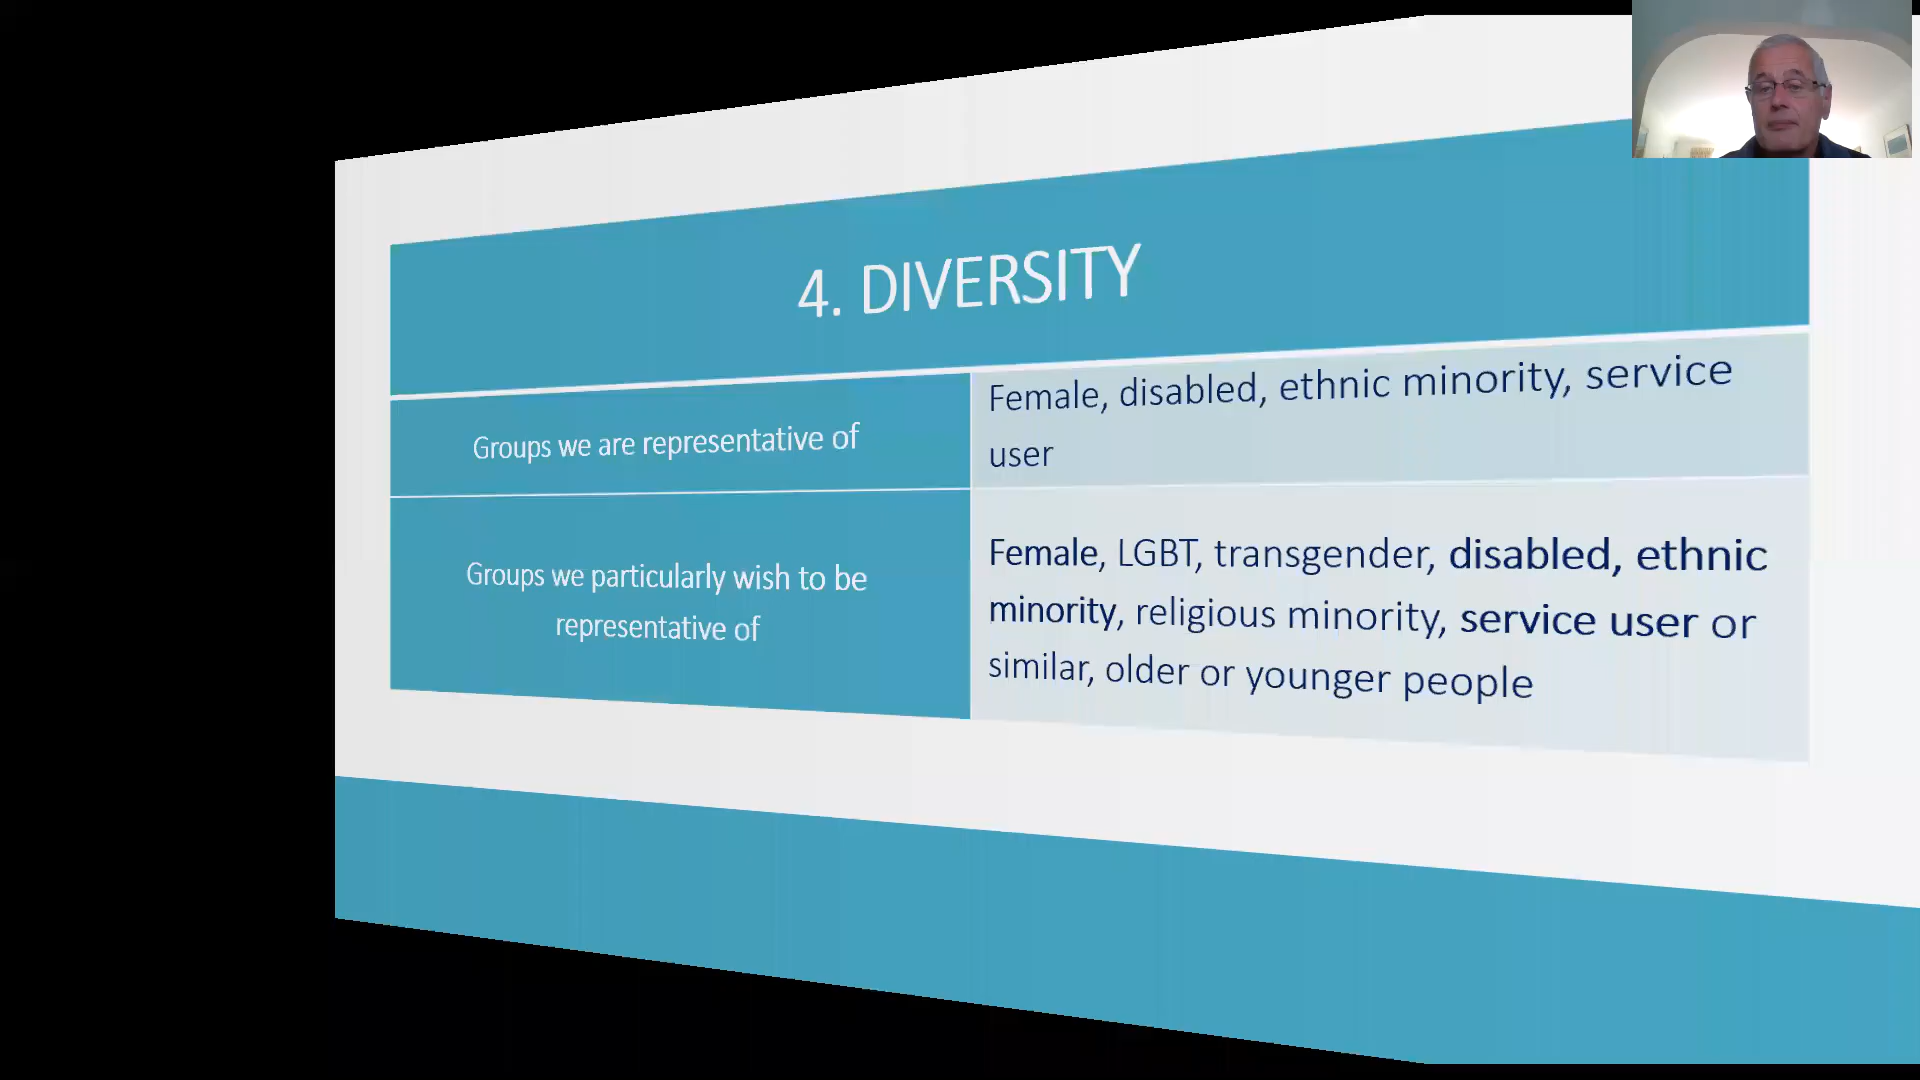 4. DIVERSITY
Groups we are representative of
Female, disabled, ethnic minority, service
user
Groups we particularly wish to be
representative of
Female, LGBT, transgender, disabled, ethnic
minority, religious minority, service user or
similar, older or younger people